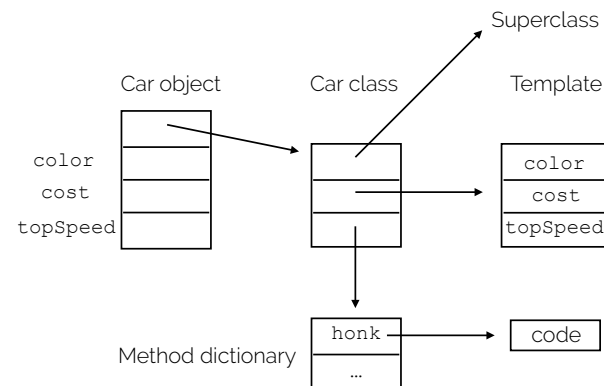 Superclass
Car object
Car class
Template
color
cost
topSpeed
color
cost
topSpeed
Method dictionary
honk
...
code